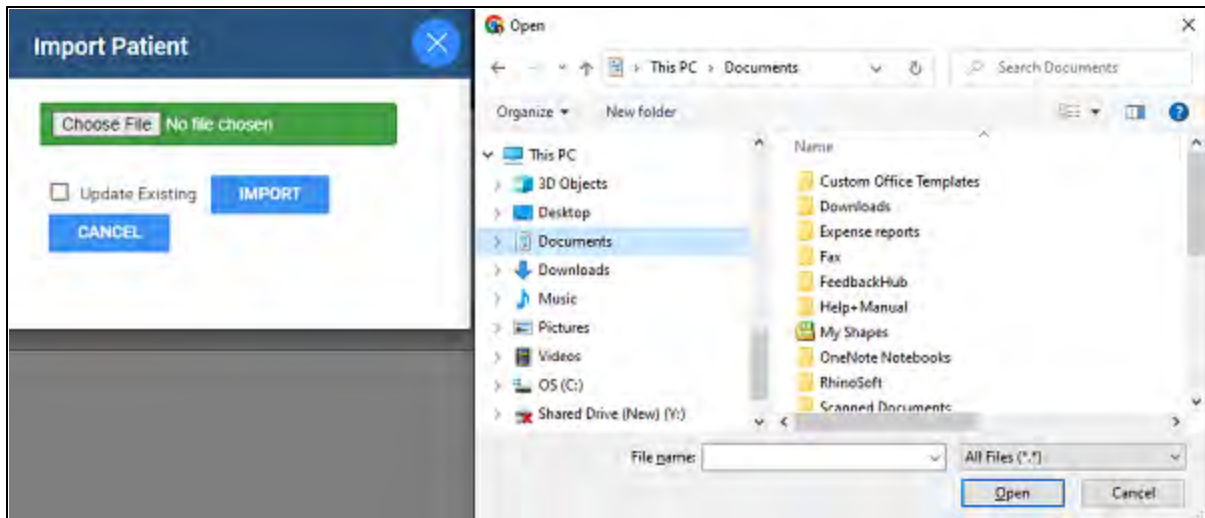 Import Patient
Choose File No file chosen
Update Existing IMPORT
CANCEL
Open
This PC > Documents
Search Documents
Organize New folder
Name
This PC
3D Objects
Desktop
Documents
Downloads
Music
Pictures
Videos
OS (C:)
Shared Drive (New) (Y:)
Custom Office Templates
Downloads
Expense reports
Fax
FeedbackHub
Help+Manual
My Shapes
OneNote Notebooks
RhinoSoft
Scanned Documents
File name:
All Files (*.*)
Open Cancel